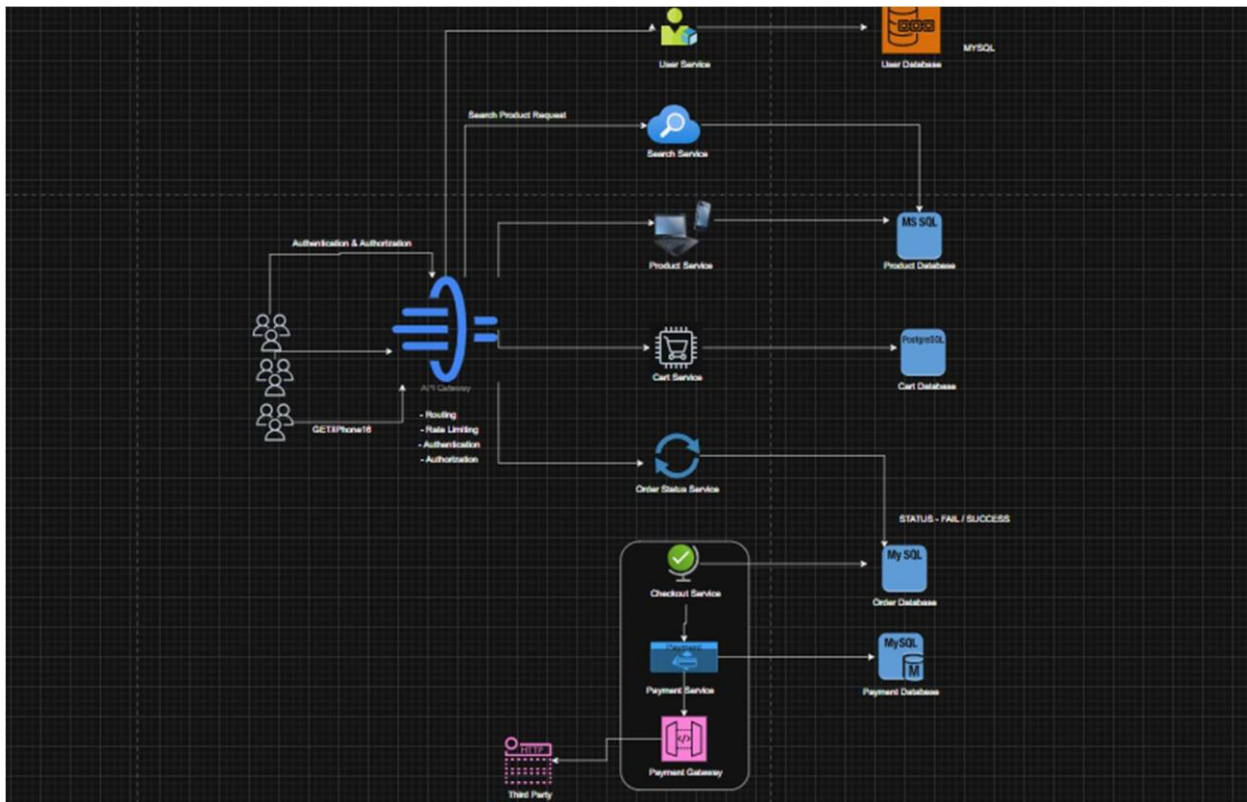 User Service
User Database
MYSQL
Search Product Request
Search Service
MS SQL
Product Service
Product Database
Authentication & Authorization
PostgreSQL
API Gateway
Cart Service
Cart Database
GET/iPhone16
- Routing
- Rate Limiting
- Authentication
- Authorization
Order Status Service
STATUS - FAIL / SUCCESS
My SQL
Checkout Service
Order Database
MySQL
M
Payment Service
Payment Database
HTTP
Payment Gateway
Third Party